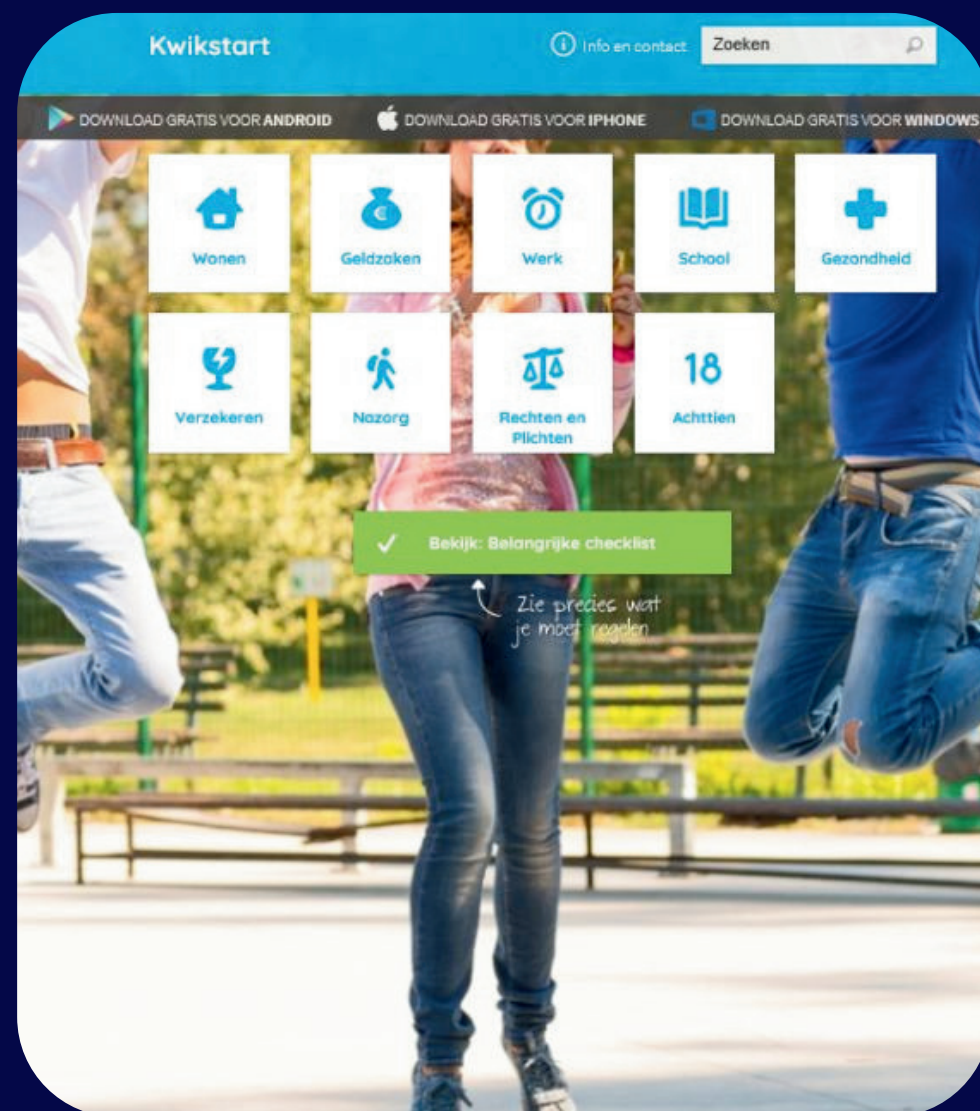 Kwikstart
Info en contact
Zoeken
DOWNLOAD GRATIS VOOR ANDROID
DOWNLOAD GRATIS VOOR IPHONE
DOWNLOAD GRATIS VOOR WINDOWS
Wonen
Geldzaken
Werk
School
Gezondheid
Verzekeren
Nazorg
Rechten en
Plichten
18
Achttien
Bekijk: Belangrijke checklist
Zie precies wat
je moet regelen